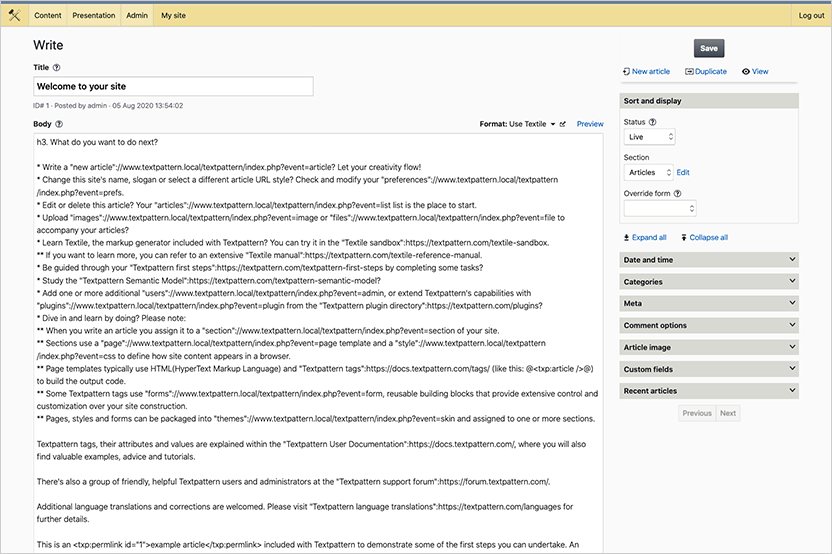 Content Presentation Admin My site Log out
Write
Save
Title
New article Duplicate View
Welcome to your site
ID# 1 · Posted by admin · 05 Aug 2020 13:54:02
Sort and display
Body Format: Use Textile Preview
Status
Live
Section
Articles Edit
Override form
Expand all Collapse all
Date and time
Categories
Meta
Comment options
Article image
Custom fields
Recent articles
Previous Next
h3. What do you want to do next?
* Write a "new article"://www.textpattern.local/textpattern/index.php?event=article? Let your creativity flow!
* Change this site's name, slogan or select a different article URL style? Check and modify your "preferences"://www.textpattern.local/textpattern
/index.php?event=prefs.
* Edit or delete this article? Your "articles"://www.textpattern.local/textpattern/index.php?event=list list is the place to start.
* Upload "images"://www.textpattern.local/textpattern/index.php?event=image or "files"://www.textpattern.local/textpattern/index.php?event=file to
accompany your articles?
* Learn Textile, the markup generator included with Textpattern? You can try it in the "Textile sandbox":https://textpattern.com/textile-sandbox.
** If you want to learn more, you can refer to an extensive "Textile manual":https://textpattern.com/textile-reference-manual.
* Be guided through your "Textpattern first steps":https://textpattern.com/textpattern-first-steps by completing some tasks?
* Study the "Textpattern Semantic Model":https://textpattern.com/textpattern-semantic-model?
* Add one or more additional "users"://www.textpattern.local/textpattern/index.php?event=admin, or extend Textpattern's capabilities with
"plugins"://www.textpattern.local/textpattern/index.php?event=plugin from the "Textpattern plugin directory":https://textpattern.com/plugins?
* Dive in and learn by doing? Please note:
** When you write an article you assign it to a "section"://www.textpattern.local/textpattern/index.php?event=section of your site.
** Sections use a "page"://www.textpattern.local/textpattern/index.php?event=page template and a "style"://www.textpattern.local/textpattern
/index.php?event=css to define how site content appears in a browser.
** Page templates typically use HTML(HyperText Markup Language) and "Textpattern tags":https://docs.textpattern.com/tags/ (like this: @<txp:article />@)
to build the output code.
** Some Textpattern tags use "forms"://www.textpattern.local/textpattern/index.php?event=form, reusable building blocks that provide extensive control and
customization over your site construction.
** Pages, styles and forms can be packaged into "themes"://www.textpattern.local/textpattern/index.php?event=skin and assigned to one or more sections.
Textpattern tags, their attributes and values are explained within the "Textpattern User Documentation":https://docs.textpattern.com/, where you will also
find valuable examples, advice and tutorials.
There's also a group of friendly, helpful Textpattern users and administrators at the "Textpattern support forum":https://forum.textpattern.com/.
Additional language translations and corrections are welcomed. Please visit "Textpattern language translations":https://textpattern.com/languages for
further details.
This is an <txp:permlink id="1">example article</txp:permlink> included with Textpattern to demonstrate some of the first steps you can undertake. An